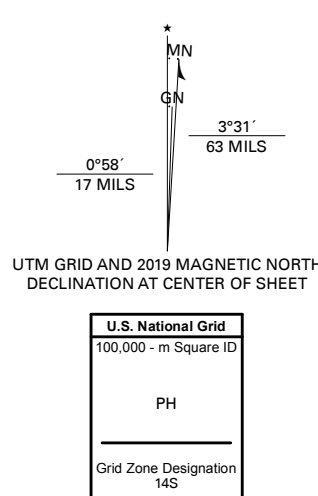 ★
MN
GN
3°31´
63 MILS
0°58´
17 MILS
UTM GRID AND 2019 MAGNETIC NORTH
DECLINATION AT CENTER OF SHEET
U.S. National Grid
100,000 - m Square ID
PH
Grid Zone Designation
14S